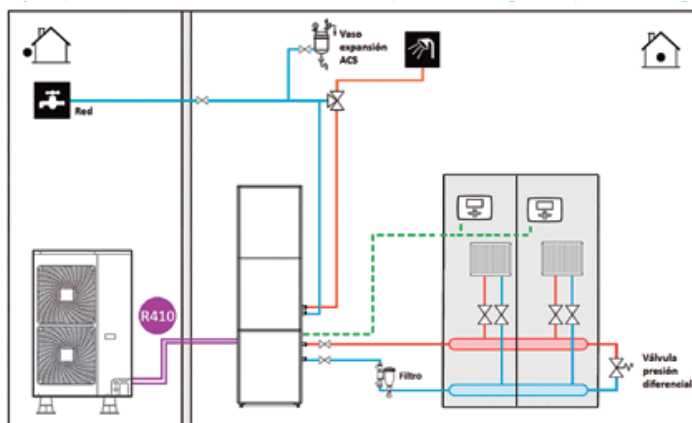 Vaso
expansión
ACS
Red
R410
Filtro
Válvula
presión
diferencial